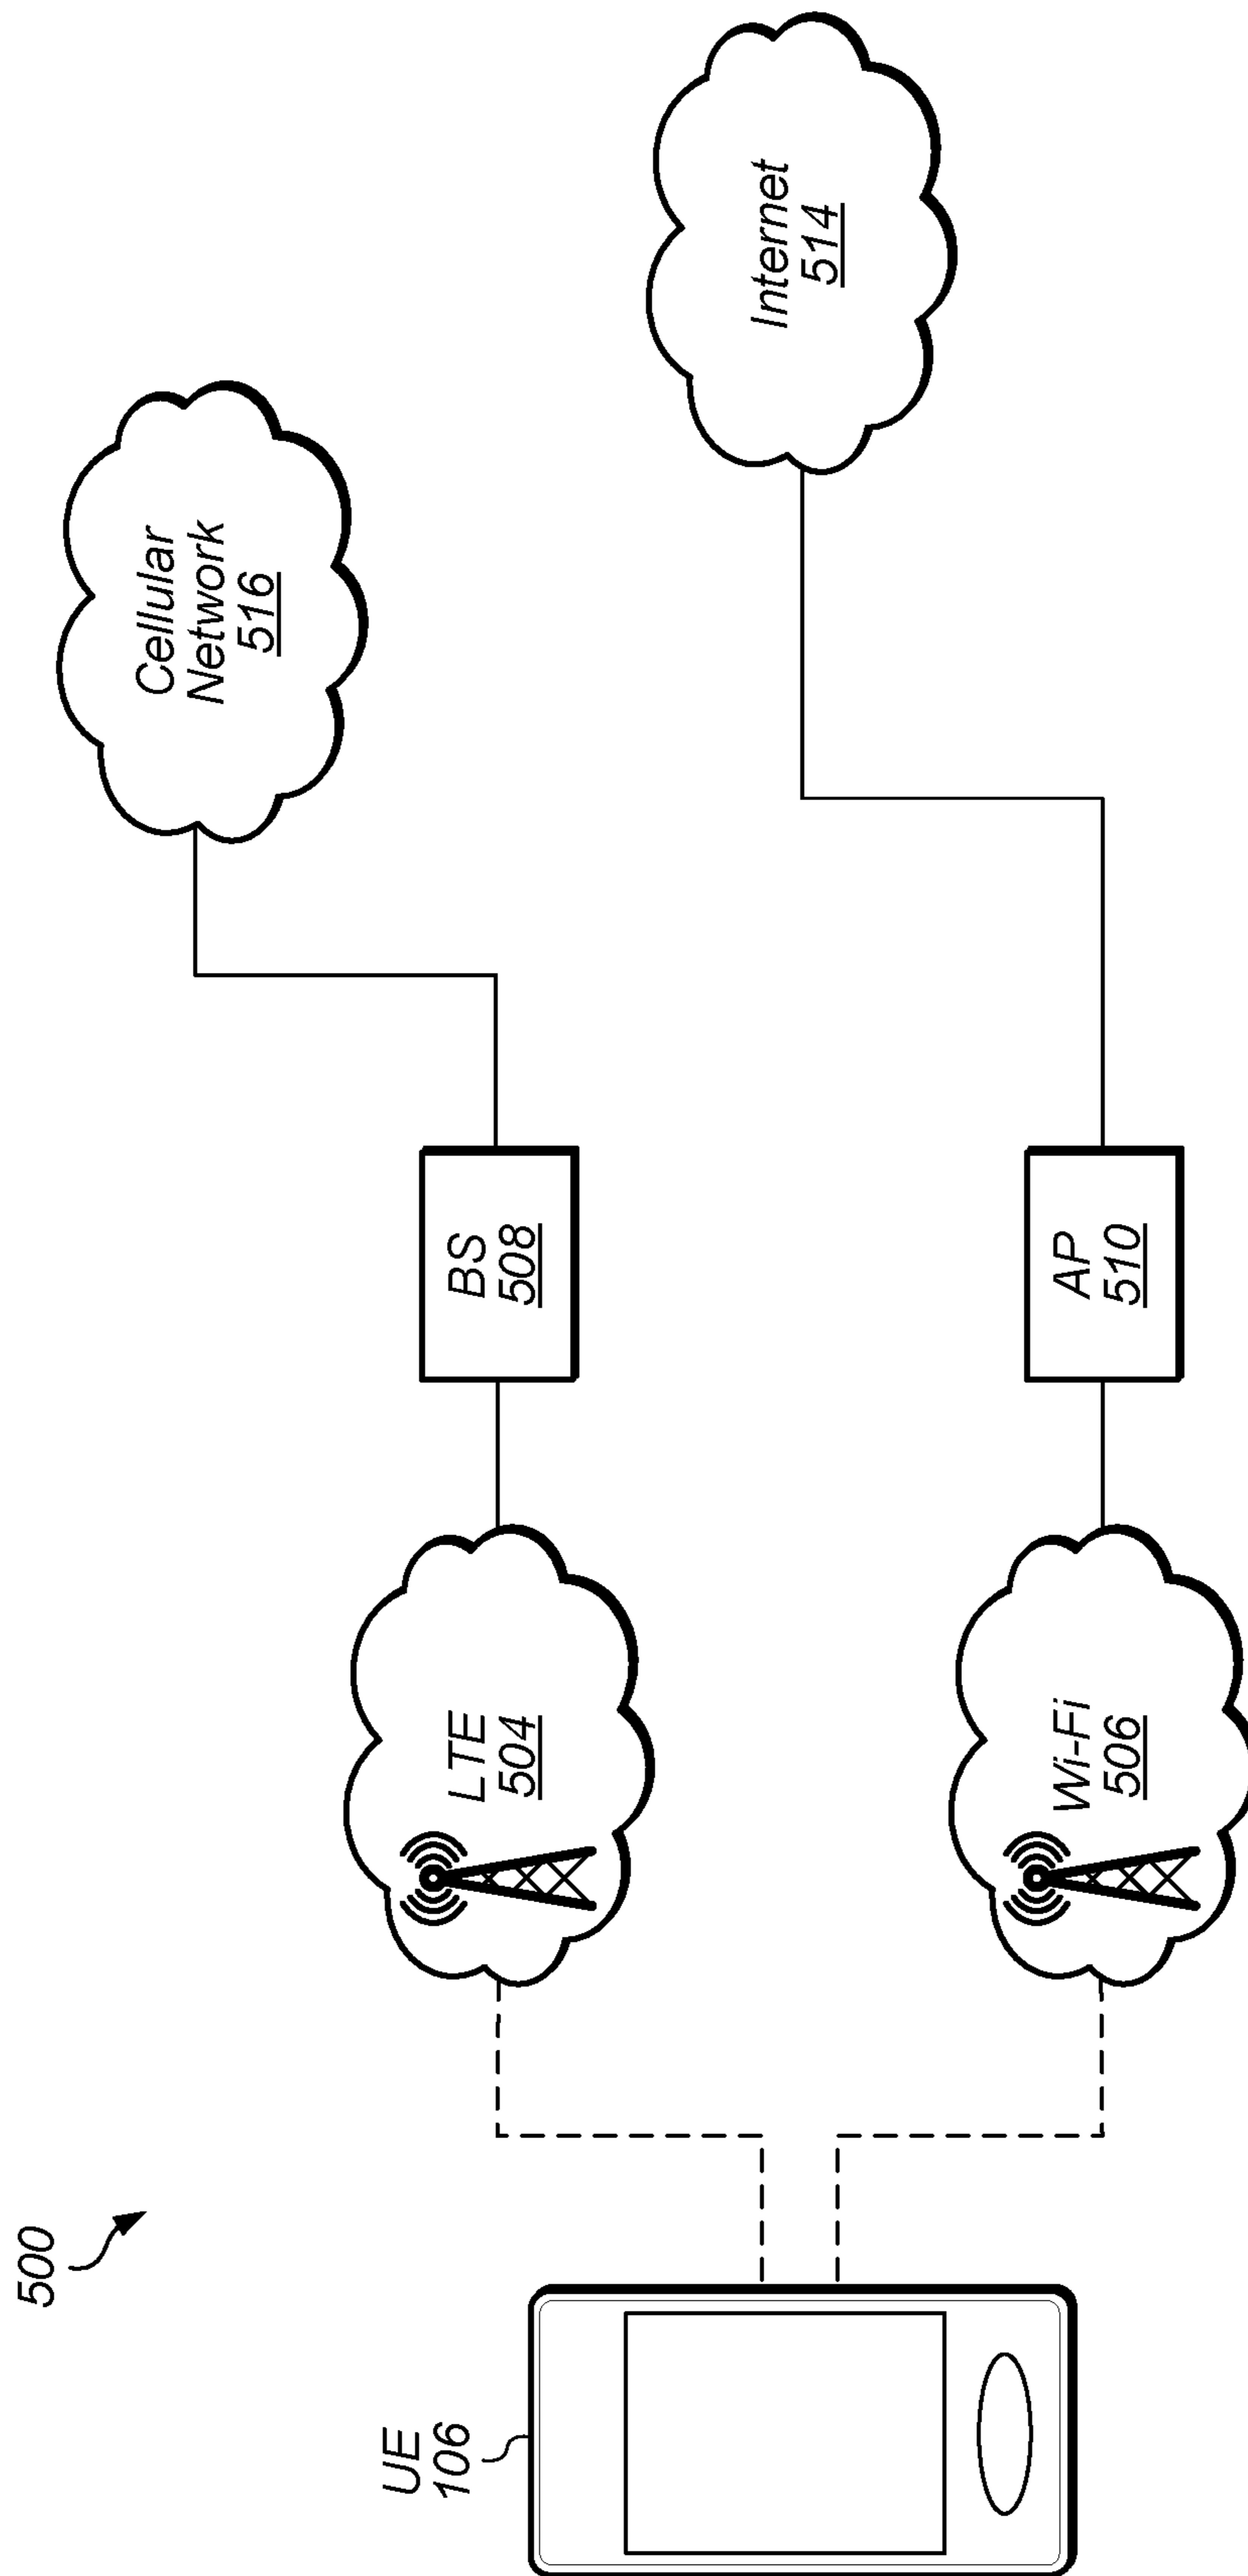 500
UE
106
LTE
504
Wi-Fi
506
BS
508
AP
510
Cellular
Network
516
Internet
514